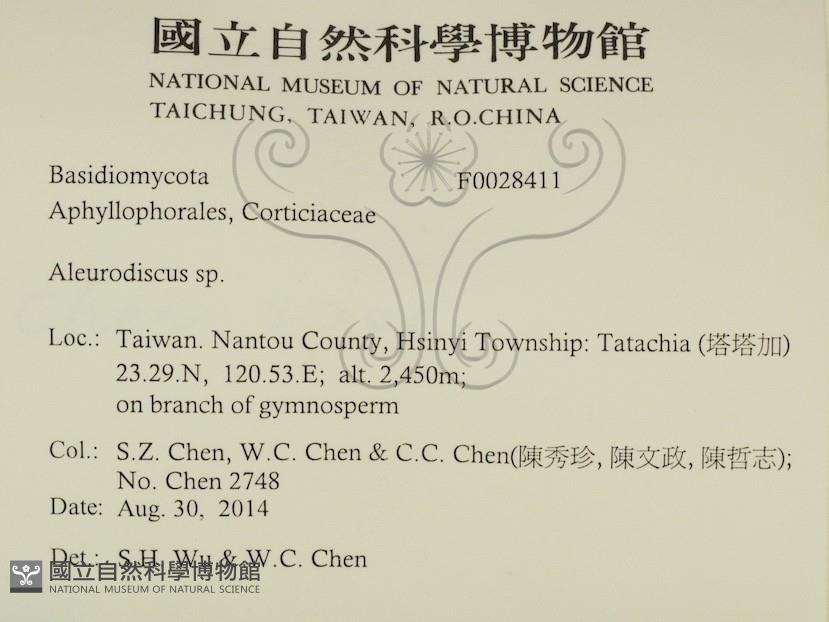 國立自然科學博物館
NATIONAL MUSEUM OF NATURAL SCIENCE
TAICHUNG, TAIWAN, R.O.CHINA
Basidiomycota F0028411
Aphyllophorales, Corticiaceae
Aleurodiscus sp.
Loc.: Taiwan. Nantou County, Hsinyi Township: Tatachia (塔塔加)
23.29.N, 120.53.E; alt. 2,450m;
on branch of gymnosperm
Col.: S.Z. Chen, W.C. Chen & C.C. Chen(陳秀珍, 陳文政, 陳哲志);
No. Chen 2748
Date: Aug. 30, 2014
Det.: S.H. Wu & W.C. Chen
國立自然科學博物館
NATIONAL MUSEUM OF NATURAL SCIENCE